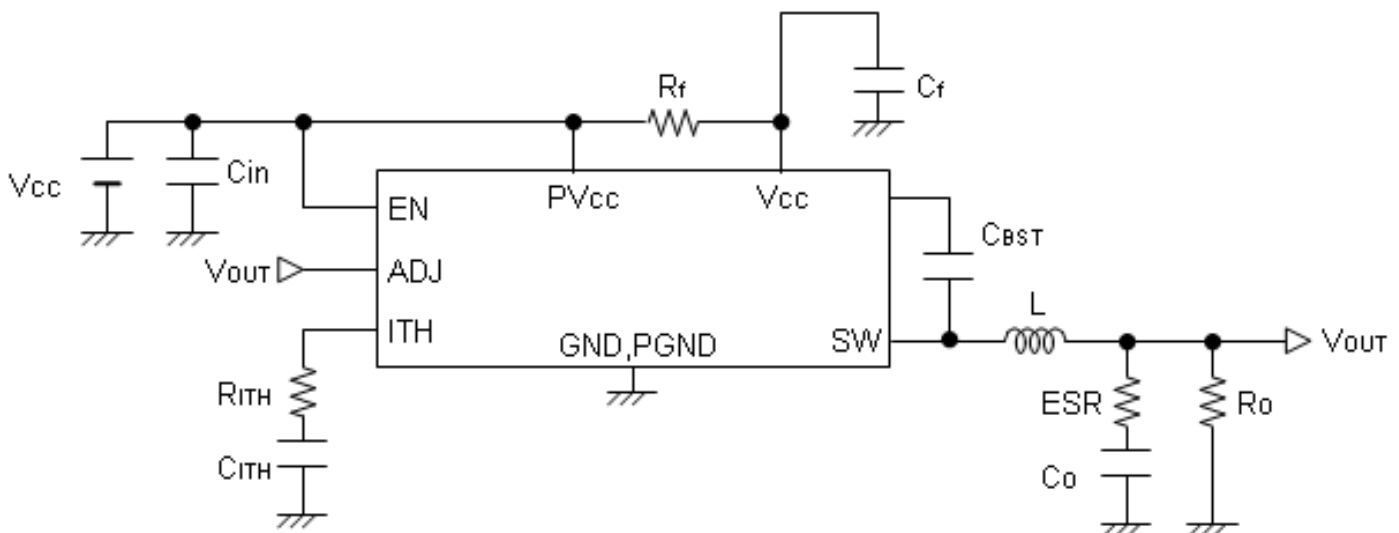 Rf
Cf
Vcc
Cin
PVcc
Vcc
EN
CBST
VOUT
ADJ
L
ITH
GND,PGND
SW
VOUT
RITH
ESR
Ro
CITH
Co